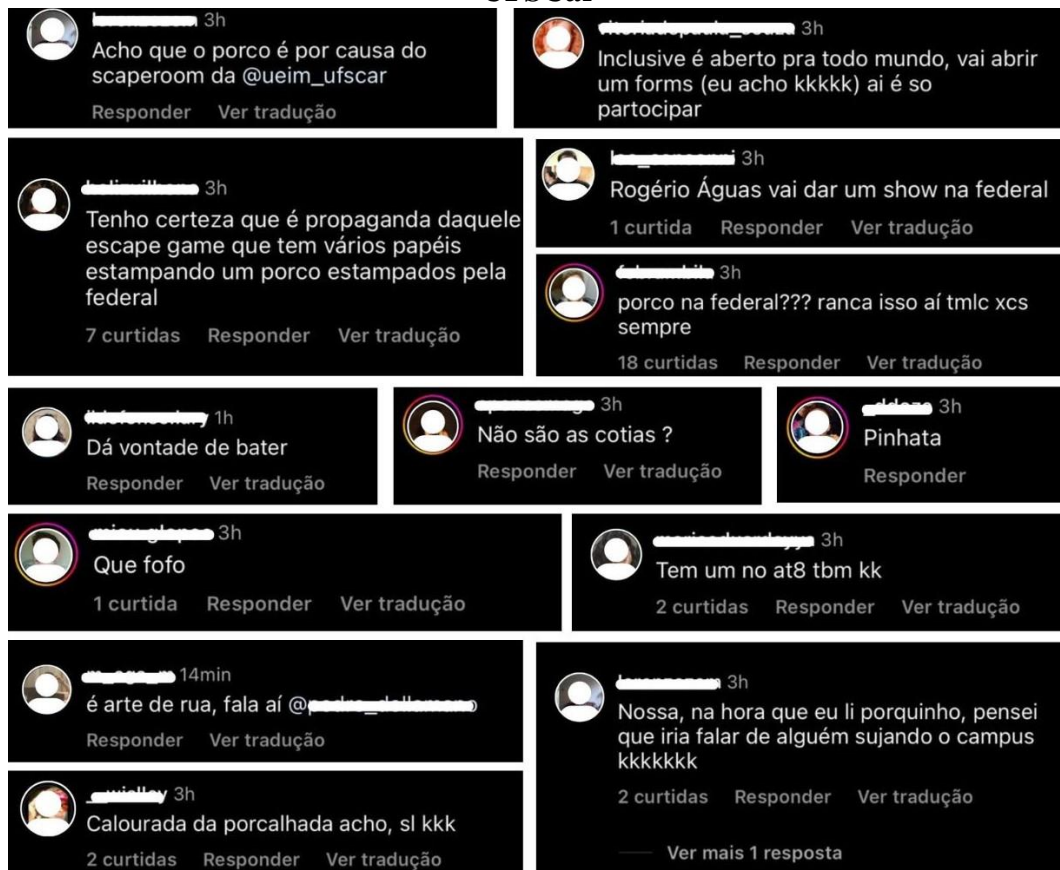 3h
Acho que o porco é por causa do
scaperoom da @ueim_ufscar
Responder Ver tradução
3h
Inclusive é aberto pra todo mundo, vai abrir
um forms (eu acho kkkkk) ai é so
partocipar
3h
Tenho certeza que é propaganda daquele
escape game que tem vários papéis
estampando um porco estampados pela
federal
7 curtidas Responder Ver tradução
3h
Rogério Águas vai dar um show na federal
1 curtida Responder Ver tradução
3h
porco na federal??? ranca isso aí tmlc xcs
sempre
18 curtidas Responder Ver tradução
1h
Dá vontade de bater
Responder Ver tradução
3h
Não são as cotias ?
Responder Ver tradução
3h
Pinhata
Responder
3h
Que fofo
1 curtida Responder Ver tradução
3h
Tem um no at8 tbm kk
2 curtidas Responder Ver tradução
14min
é arte de rua, fala aí @
Responder Ver tradução
3h
Nossa, na hora que eu li porquinho, pensei
que iria falar de alguém sujando o campus
kkkkkkk
2 curtidas Responder Ver tradução
Ver mais 1 resposta
3h
Calourada da porcalhada acho, sl kkk
2 curtidas Responder Ver tradução